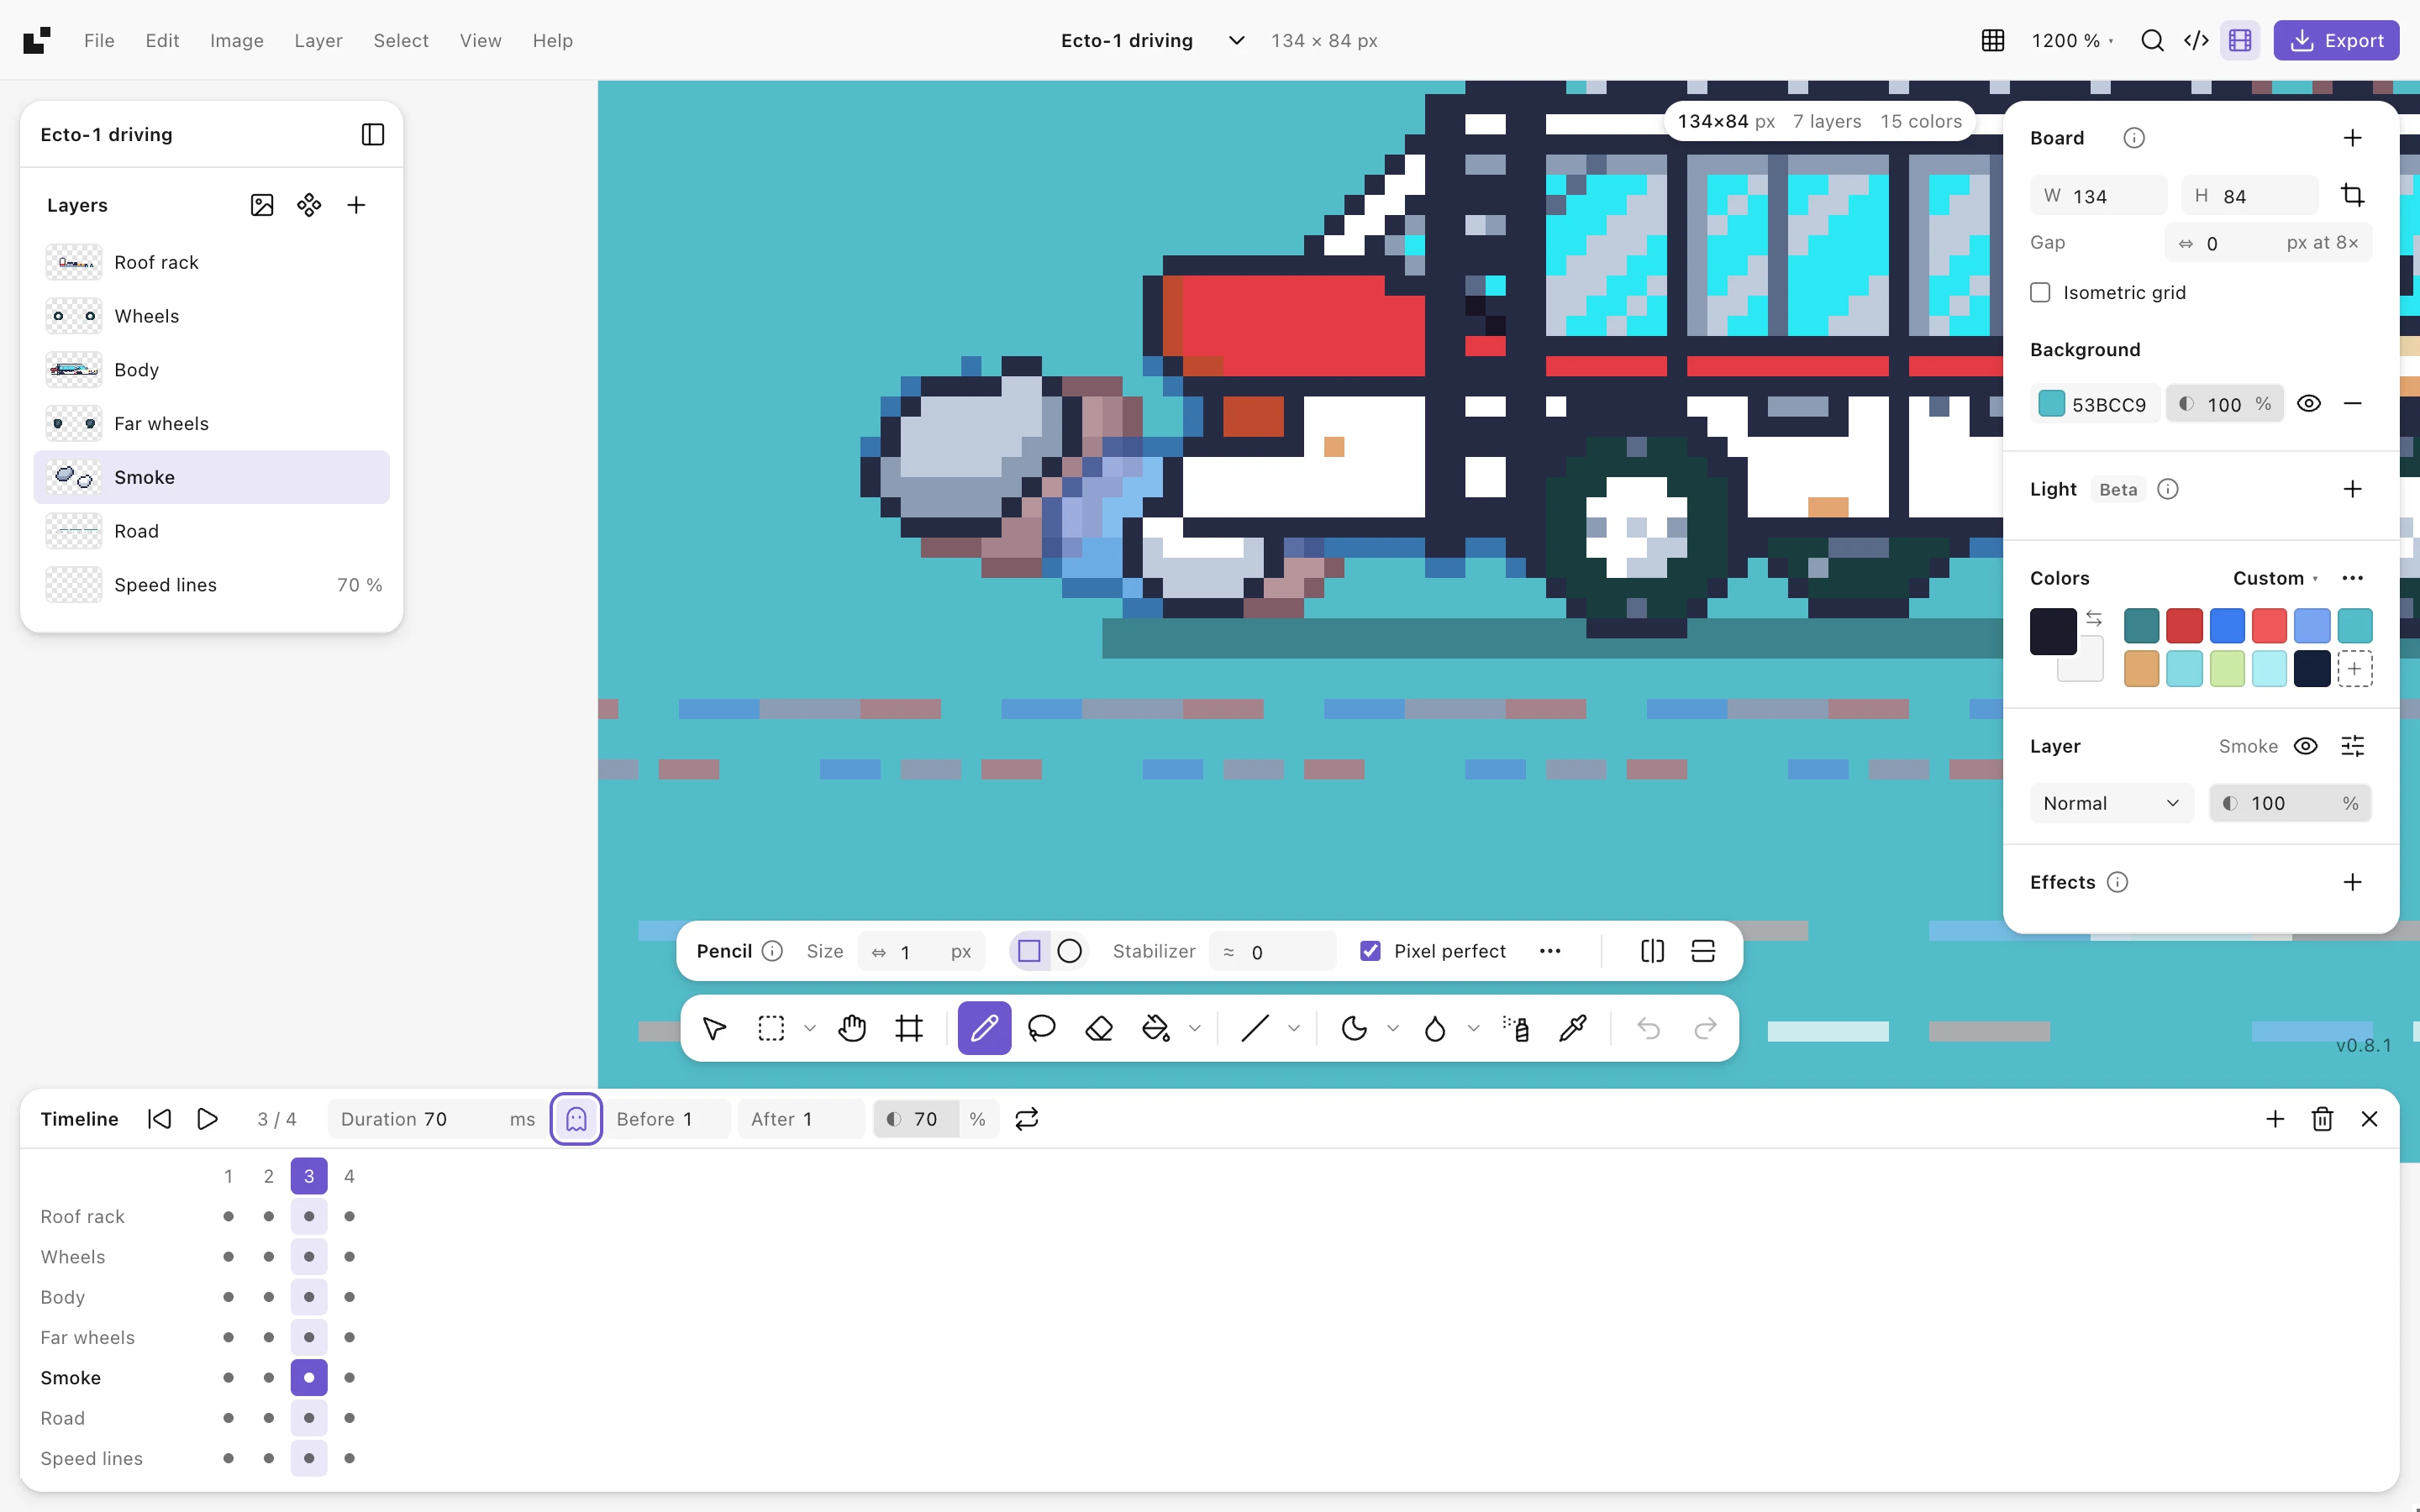 File Edit Image Layer Select View Help Ecto-1 driving 134 × 84 px 1200 % Export
Ecto-1 driving
Layers
Roof rack
Wheels
Body
Far wheels
Smoke
Road
Speed lines 70 %
134×84 px 7 layers 15 colors
Board
W 134 H 84
Gap 0 px at 8×
Isometric grid
Background
53BCC9 100 %
Light Beta
Colors Custom
Layer Smoke
Normal 100 %
Effects
Pencil Size 1 px Stabilizer 0 Pixel perfect
v0.8.1
Timeline 3 / 4 Duration 70 ms Before 1 After 1 70 %
1 2 3 4
Roof rack
Wheels
Body
Far wheels
Smoke
Road
Speed lines